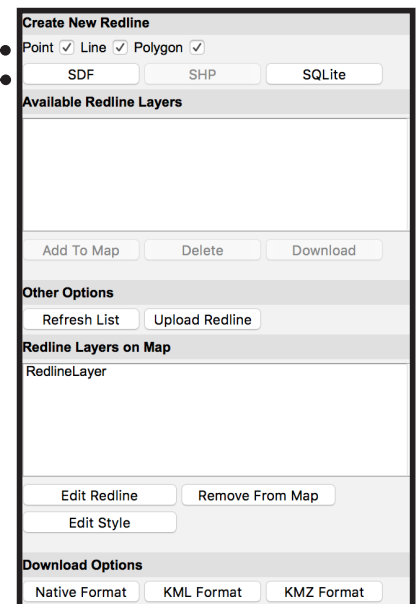 Create New Redline
Point Line Polygon
SDF SHP SQLite
Available Redline Layers
Add To Map Delete Download
Other Options
Refresh List Upload Redline
Redline Layers on Map
RedlineLayer
Edit Redline Remove From Map
Edit Style
Download Options
Native Format KML Format KMZ Format